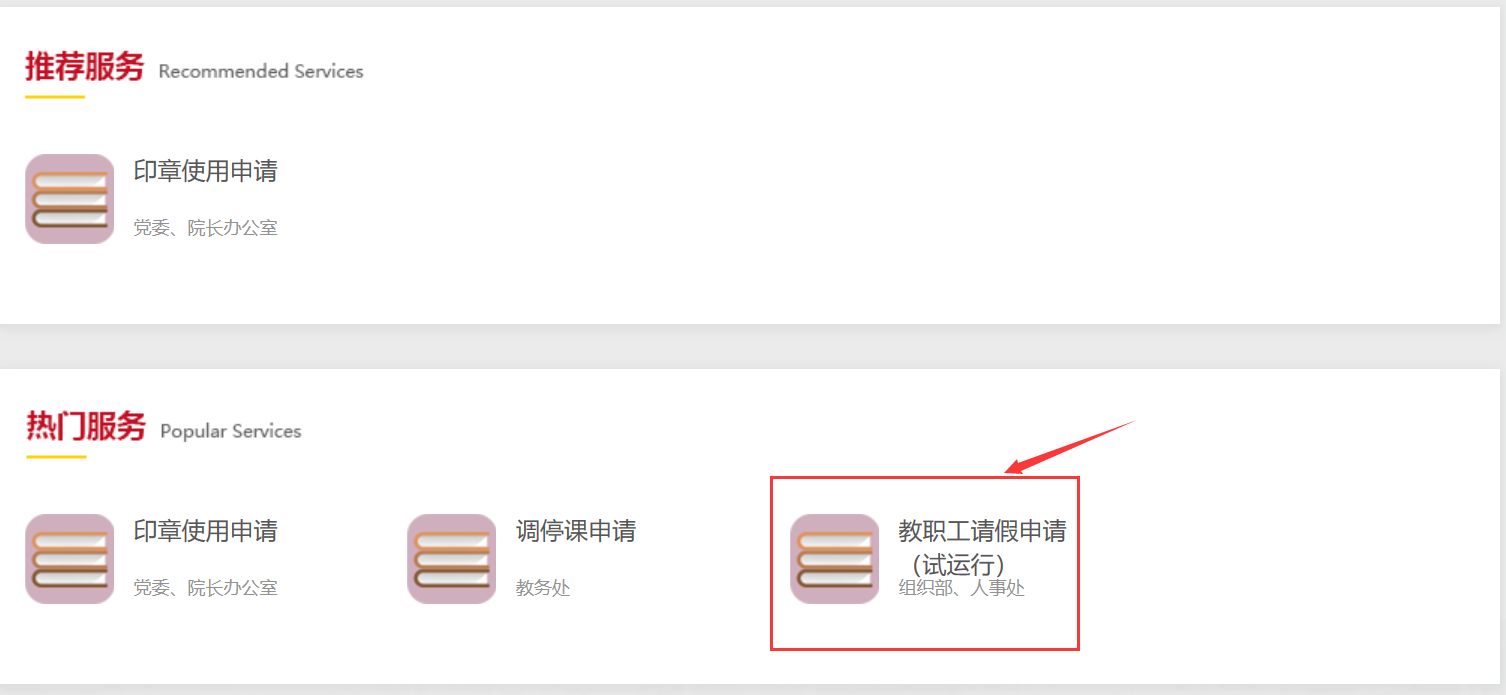 推荐服务 Recommended Services
印章使用申请
党委、院长办公室
热门服务 Popular Services
印章使用申请
党委、院长办公室
调停课申请
教务处
教职工请假申请
（试运行）
组织部、人事处